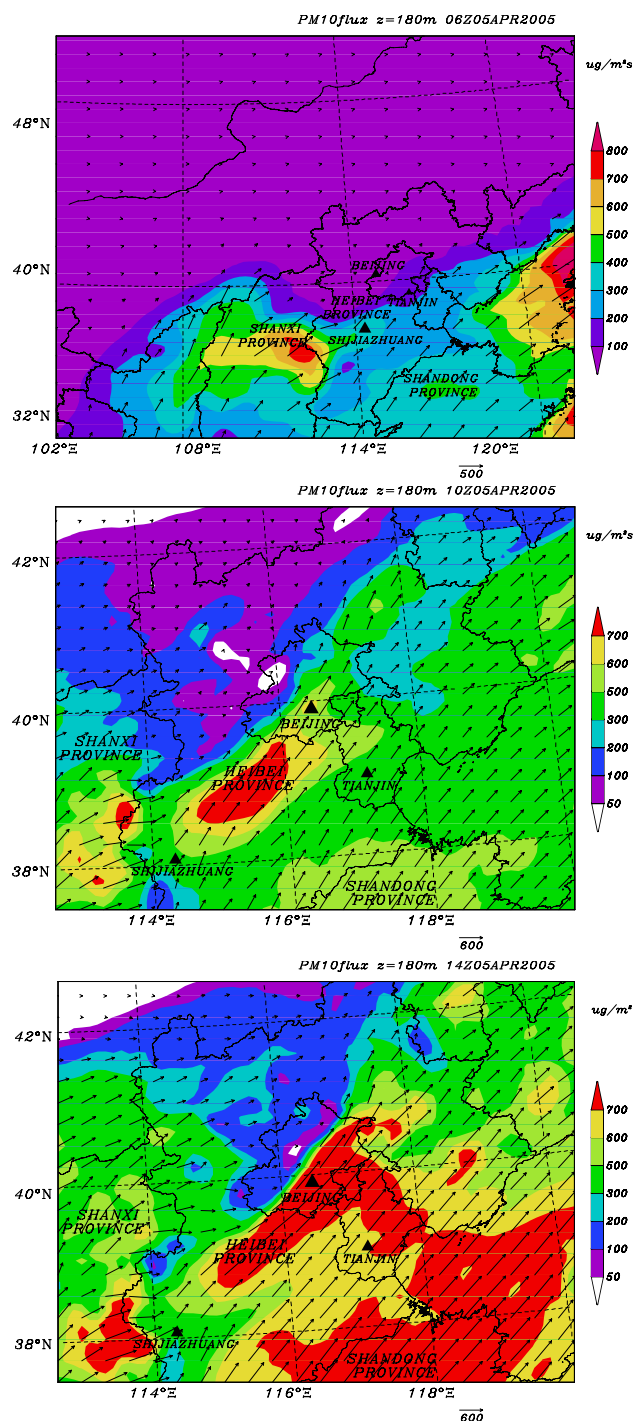 PM10flux z=180m 06Z05APR2005
ug/m²s
48°N
40°N
32°N
BEIJING
HEIBEI TIANJIN
PROVINCE
SHANXI
PROVINCE
SHIJIAZHUANG
SHANDONG
PROVINCE
800
700
600
500
400
300
200
100
102°E
108°E
114°E
120°E
500
PM10flux z=180m 10Z05APR2005
ug/m²s
42°N
40°N
38°N
BEIJING
SHANXI
PROVINCE
HEIBEI
PROVINCE
TIANJIN
SHIJIAZHUANG
SHANDONG
PROVINCE
700
600
500
400
300
200
100
50
114°E
116°E
118°E
600
PM10flux z=180m 14Z05APR2005
ug/m²
42°N
40°N
38°N
BEIJING
SHANXI
PROVINCE
HEIBEI
PROVINCE
TIANJIN
SHIJIAZHUANG
SHANDONG
PROVINCE
700
600
500
300
200
100
50
114°E
116°E
118°E
600